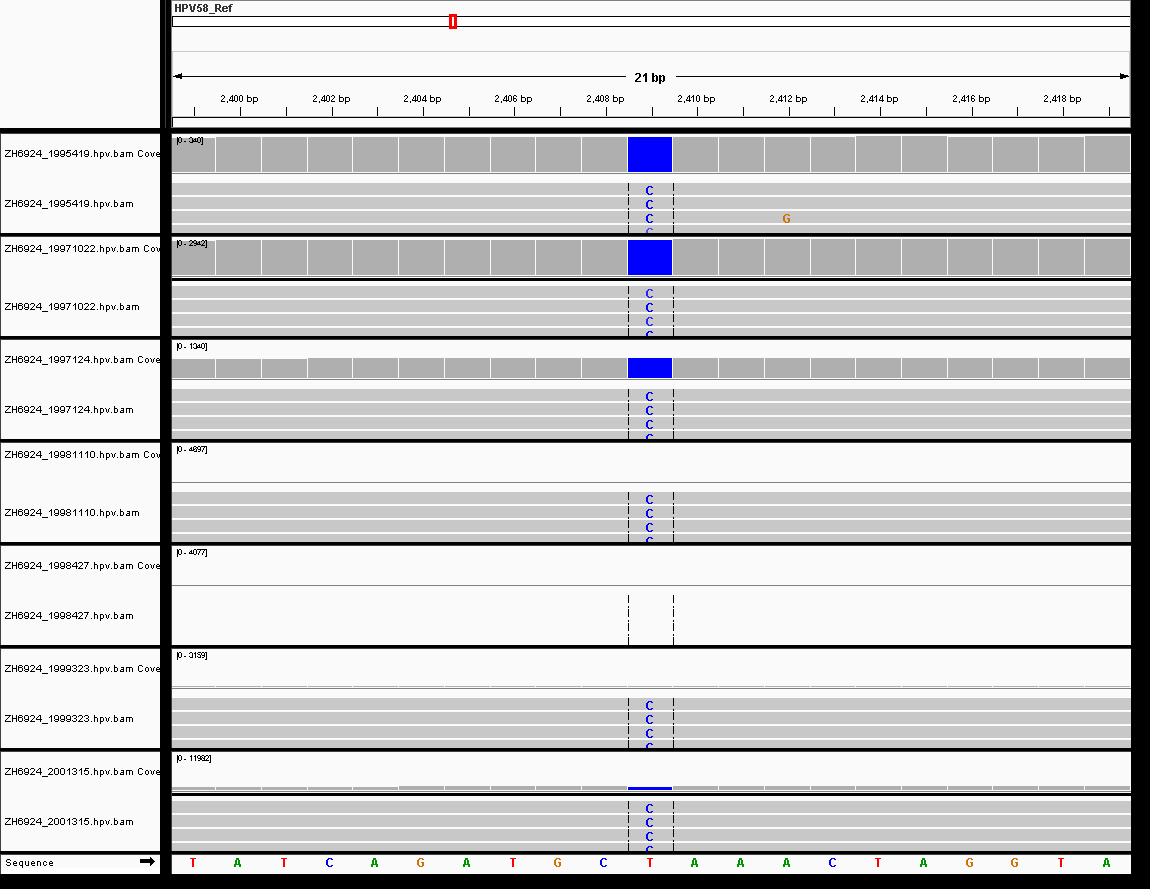 HPV58_Ref
21 bp
2,400 bp 2,402 bp 2,404 bp 2,406 bp 2,408 bp 2,410 bp 2,412 bp 2,414 bp 2,416 bp 2,418 bp
[0 - 340]
ZH6924_1995419.hpv.bam Cove
C
ZH6924_1995419.hpv.bam
C
C G
C
[0 - 2942]
ZH6924_19971022.hpv.bam Cov
C
ZH6924_19971022.hpv.bam
C
C
C
[0 - 1340]
ZH6924_1997124.hpv.bam Cove
C
ZH6924_1997124.hpv.bam
C
C
C
[0 - 4697]
ZH6924_19981110.hpv.bam Cov
C
ZH6924_19981110.hpv.bam
C
C
C
[0 - 4077]
ZH6924_1998427.hpv.bam Cove
ZH6924_1998427.hpv.bam
[0 - 3159]
ZH6924_1999323.hpv.bam Cove
C
ZH6924_1999323.hpv.bam
C
C
C
[0 - 11982]
ZH6924_2001315.hpv.bam Cove
C
ZH6924_2001315.hpv.bam
C
C
C
Sequence T A T C A G A T G C T A A A C T A G G T A